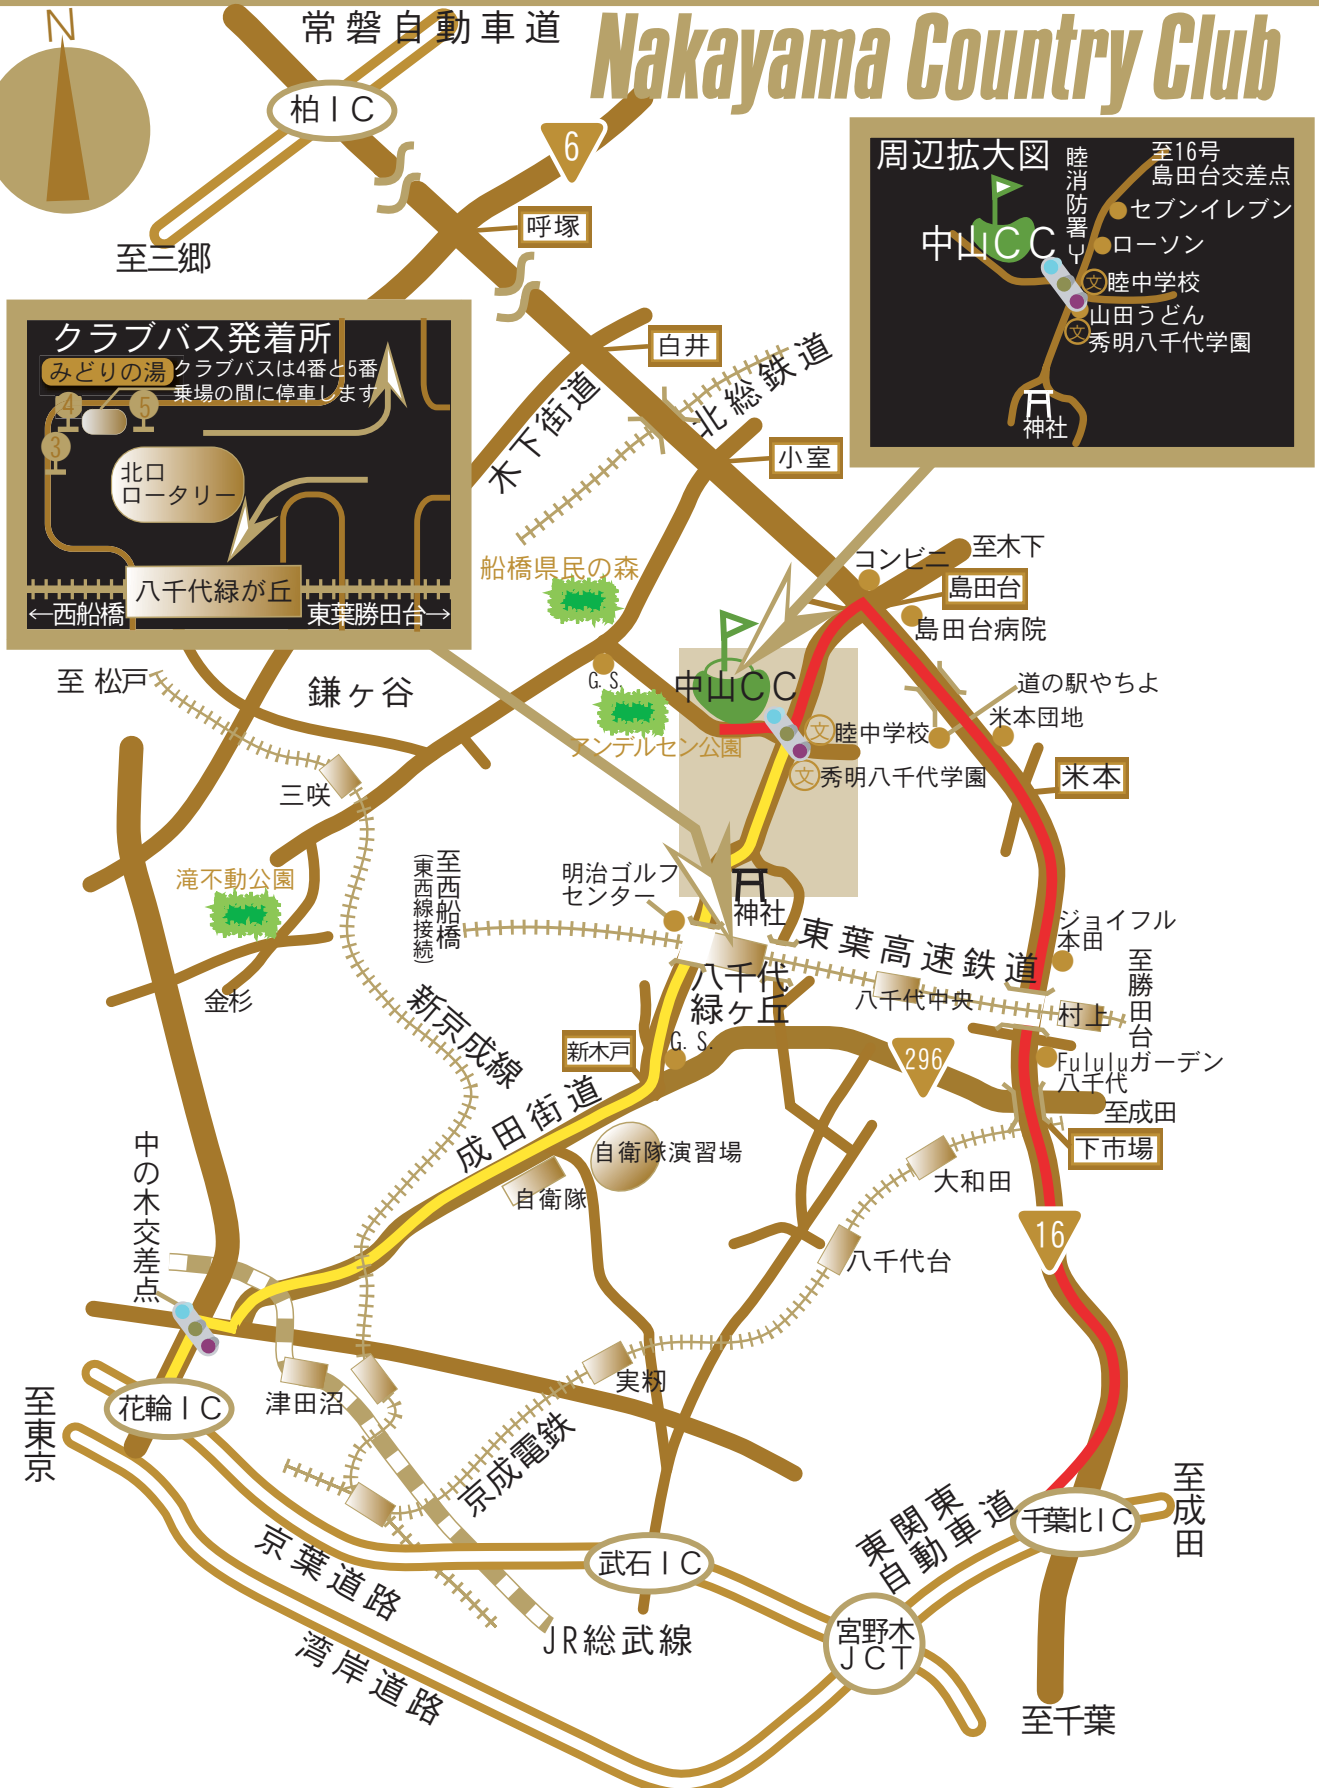 N
常磐自動車道
Nakayama Country Club
柏IC
6
呼塚
至三郷
周辺拡大図
睦消防署
至16号
島田台交差点
セブンイレブン
ローソン
中山CC
文
睦中学校
山田うどん
文
秀明八千代学園
神社
クラブバス発着所
みどりの湯
クラブバスは4番と5番
乗場の間に停車します
4
5
3
北口
ロータリー
八千代緑が丘
←西船橋
東葉勝田台→
白井
木下街道
北総鉄道
小室
船橋県民の森
コンビニ
至木下
島田台
島田台病院
至 松戸
鎌ヶ谷
G.S.
中山CC
アンデルセン公園
文
睦中学校
文
秀明八千代学園
道の駅やちよ
米本団地
米本
三咲
滝不動公園
金杉
至西船橋
(東西線接続)
明治ゴルフ
センター
神社
東葉高速鉄道
八千代
緑ヶ丘
八千代中央
ジョイフル
本田
至勝田台
村上
新京成線
新木戸
G.S.
296
Fululuガーデン
八千代
至成田
下市場
成田街道
自衛隊演習場
自衛隊
大和田
16
八千代台
中の木交差点
至東京
花輪IC
津田沼
実籾
京成電鉄
京葉道路
湾岸道路
武石IC
JR総武線
東関東
自動車道
千葉北IC
至成田
宮野木
JCT
至千葉